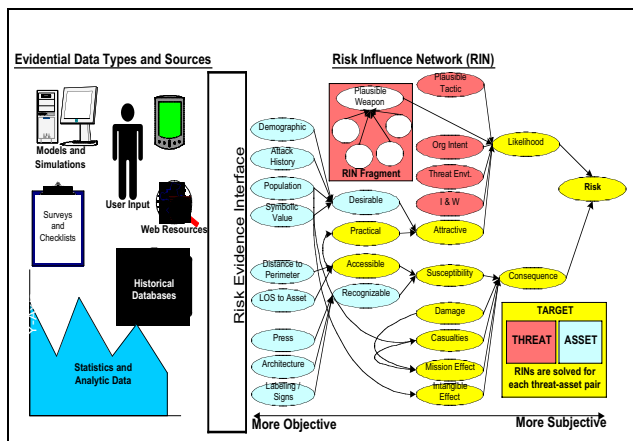 Evidential Data Types and Sources
Models and
Simulations
User Input
Surveys and
Checklists
Web Resources
Historical
Databases
Statistics and
Analytic Data
Risk Evidence Interface
Risk Influence Network (RIN)
Plausible
Weapon
RIN Fragment
Plausible
Tactic
Org Intent
Threat Envt.
I & W
Likelihood
Risk
Demographic
Attack
History
Population
Symbolic
Value
Desirable
Practical
Attractive
Distance to
Perimeter
Accessible
Susceptibility
Consequence
LOS to Asset
Recognizable
Press
Architecture
Labeling /
Signs
Damage
Casualties
Mission Effect
Intangible
Effect
TARGET
THREAT
ASSET
RINs are solved for
each threat-asset pair
More Objective
More Subjective